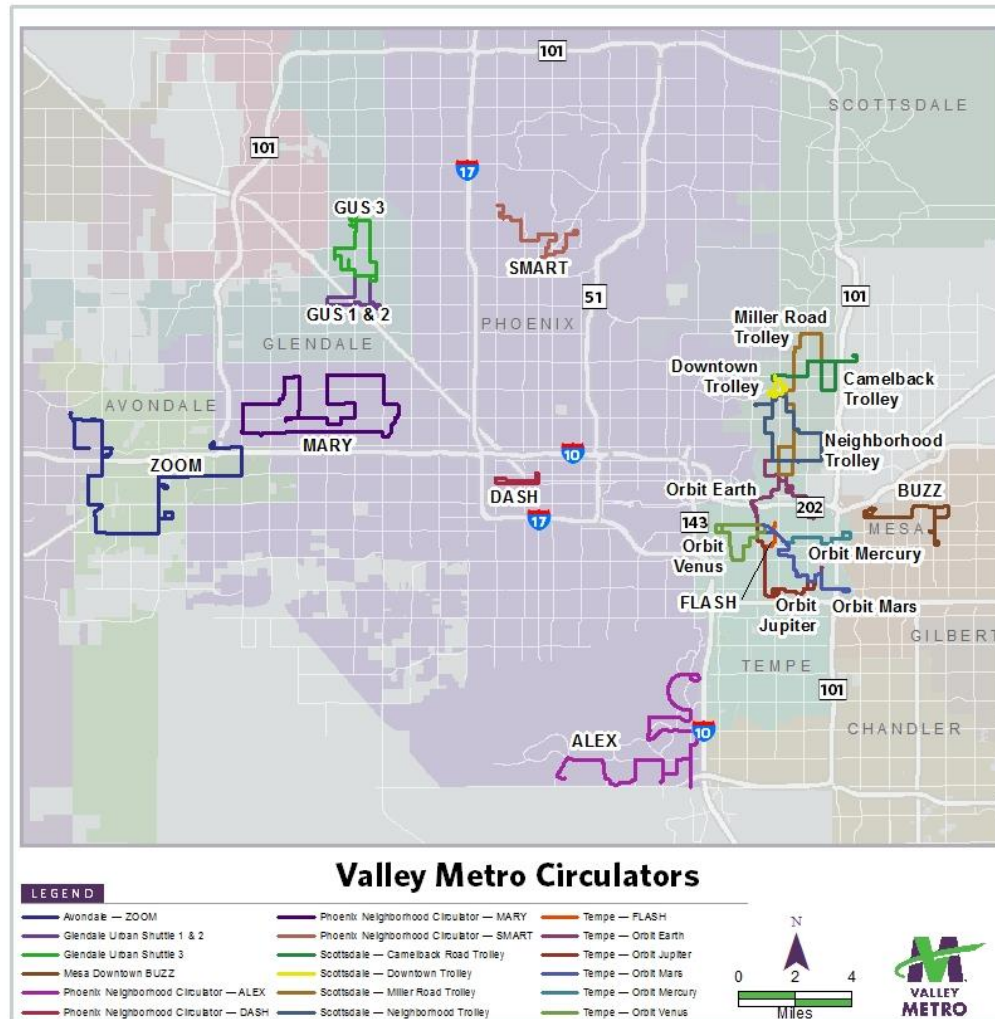 101
SCOTTSDALE
101
17
GUS 3
SMART
51
101
GUS 1 & 2
PHOENIX
Miller Road
Trolley
GLENDALE
Downtown
Trolley
Camelback
Trolley
AVONDALE
MARY
Neighborhood
Trolley
10
ZOOM
DASH
Orbit Earth
BUZZ
202
17
143
MESA
Orbit
Venus
Orbit Mercury
FLASH
Orbit
Jupiter
Orbit Mars
GILBERT
TEMPE
101
10
CHANDLER
ALEX
Valley Metro Circulators
LEGEND
Avondale — ZOOM
Glendale Urban Shuttle 1 & 2
Glendale Urban Shuttle 3
Mesa Downtown BUZZ
Phoenix Neighborhood Circulator — ALEX
Phoenix Neighborhood Circulator — DASH
Phoenix Neighborhood Circulator — MARY
Phoenix Neighborhood Circulator — SMART
Scottsdale — Camelback Road Trolley
Scottsdale — Downtown Trolley
Scottsdale — Miller Road Trolley
Scottsdale — Neighborhood Trolley
Tempe — FLASH
Tempe — Orbit Earth
Tempe — Orbit Jupiter
Tempe — Orbit Mars
Tempe — Orbit Mercury
Tempe — Orbit Venus
N
0 2 4
Miles
VALLEY
METRO